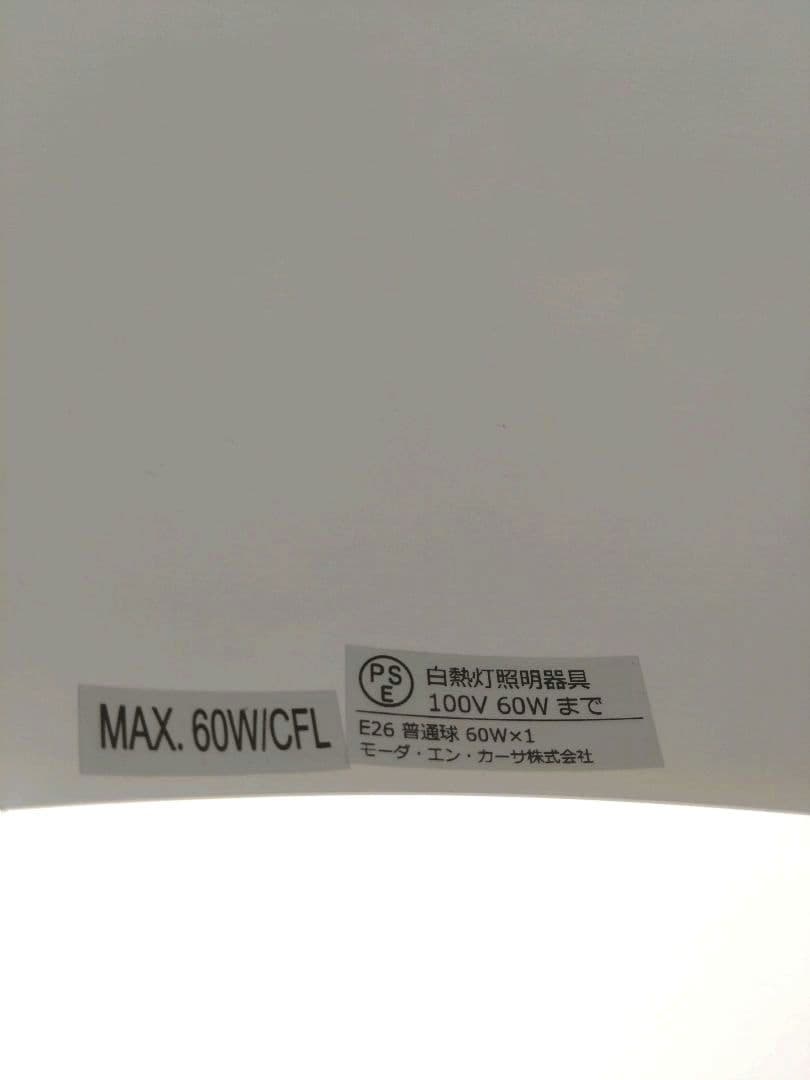 MAX. 60W/CFL
PS
E
白熱灯照明器具
100V 60W まで
E26 普通球 60W×1
モーダ・エン・カーサ株式会社